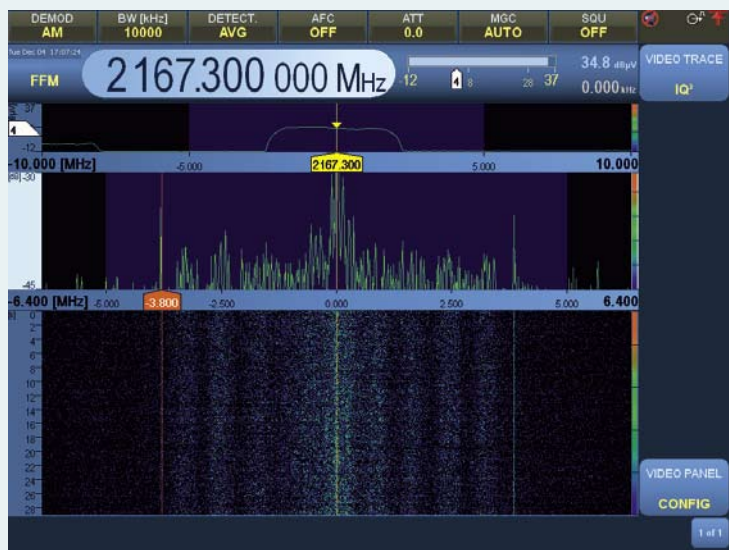 DEMOD BW [kHz] DETECT. AFC ATT MGC SQU
AM 10000 AVG OFF 0.0 AUTO OFF
Tue Dec 04 17:07:24
FFM
2167.300 000 MHz
-12 4 8 28 37
34.8 dBµV
0.000 kHz
VIDEO TRACE
IQ²
37
4
-12
-10.000 [MHz] -5.000 2167.300 5.000 10.000
-30
-45
-6.400 [MHz] -5.000 -3.800 -2.500 0.000 2.500 5.000 6.400
0
2
4
6
8
10
12
14
16
18
20
22
24
26
28
VIDEO PANEL
CONFIG
1 of 1